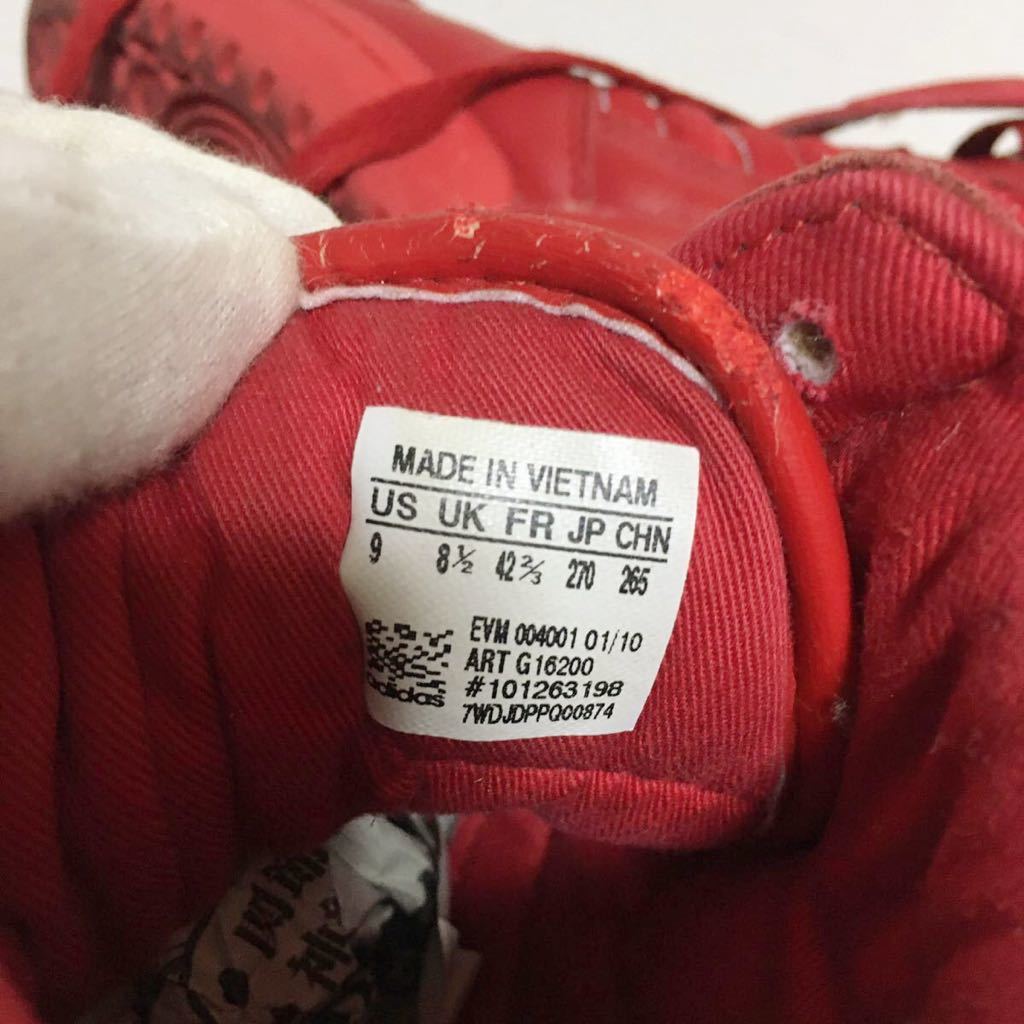 MADE IN VIETNAM
US UK FR JP CHN
9 8½ 42⅔ 270 265
EVM 004001 01/10
ART G16200
#101263198
7WDJDPPQ00874
adidas